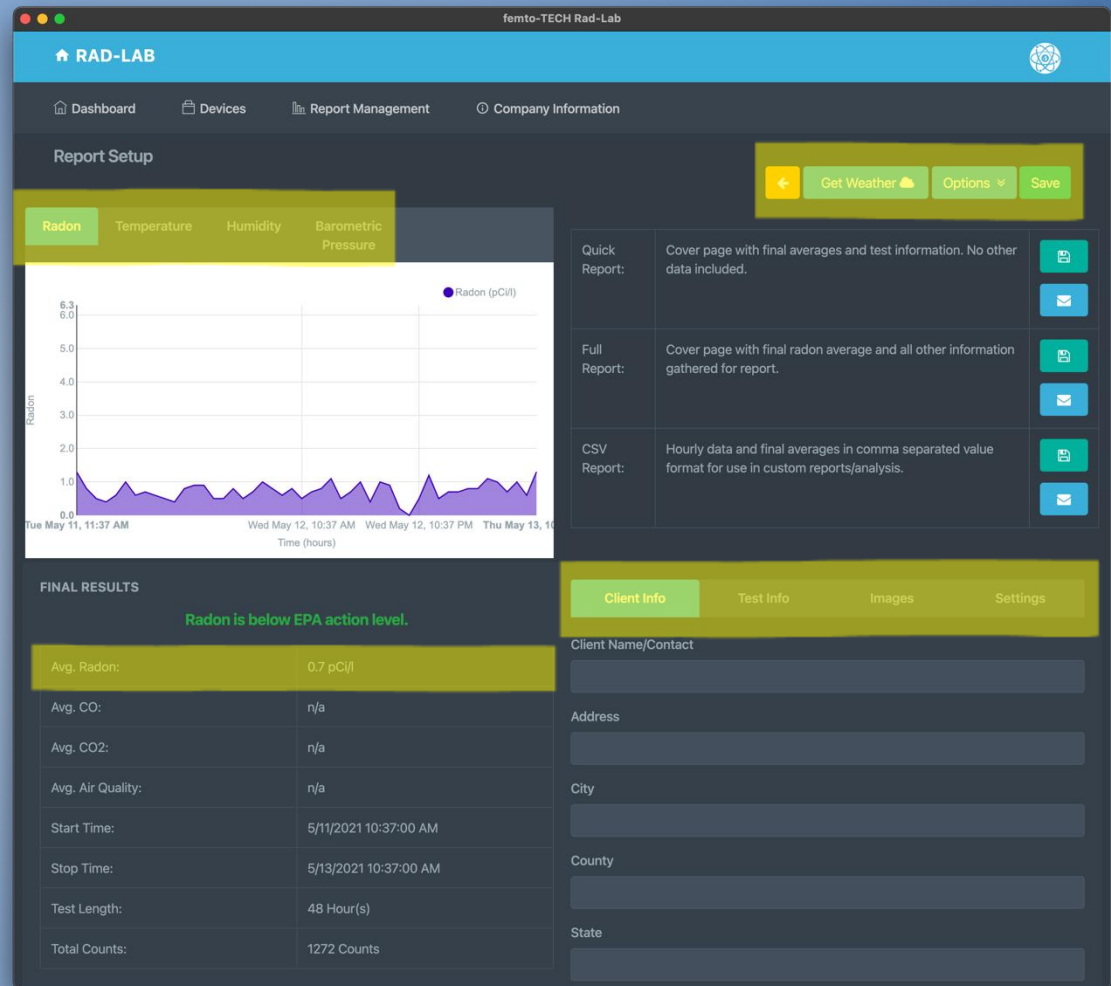 femto-TECH Rad-Lab
RAD-LAB
Dashboard
Devices
Report Management
Company Information
Report Setup
Get Weather
Options
Save
Radon
Temperature
Humidity
Barometric
Pressure
Radon (pCi/l)
6.3
6.0
5.0
4.0
3.0
2.0
1.0
0.0
Radon
Tue May 11, 11:37 AM
Wed May 12, 10:37 AM
Wed May 12, 10:37 PM
Thu May 13, 10
Time (hours)
Quick
Report:
Cover page with final averages and test information. No other
data included.
Full
Report:
Cover page with final radon average and all other information
gathered for report.
CSV
Report:
Hourly data and final averages in comma separated value
format for use in custom reports/analysis.
FINAL RESULTS
Radon is below EPA action level.
Avg. Radon: 0.7 pCi/l
Avg. CO: n/a
Avg. CO2: n/a
Avg. Air Quality: n/a
Start Time: 5/11/2021 10:37:00 AM
Stop Time: 5/13/2021 10:37:00 AM
Test Length: 48 Hour(s)
Total Counts: 1272 Counts
Client Info
Test Info
Images
Settings
Client Name/Contact
Address
City
County
State